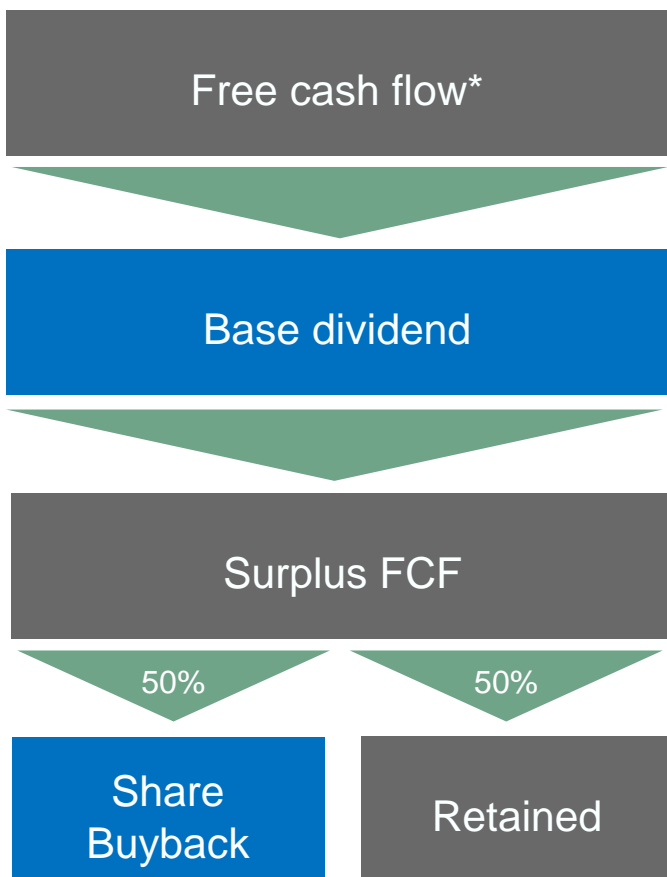 Free cash flow*
Base dividend
Surplus FCF
50%
50%
Share
Buyback
Retained